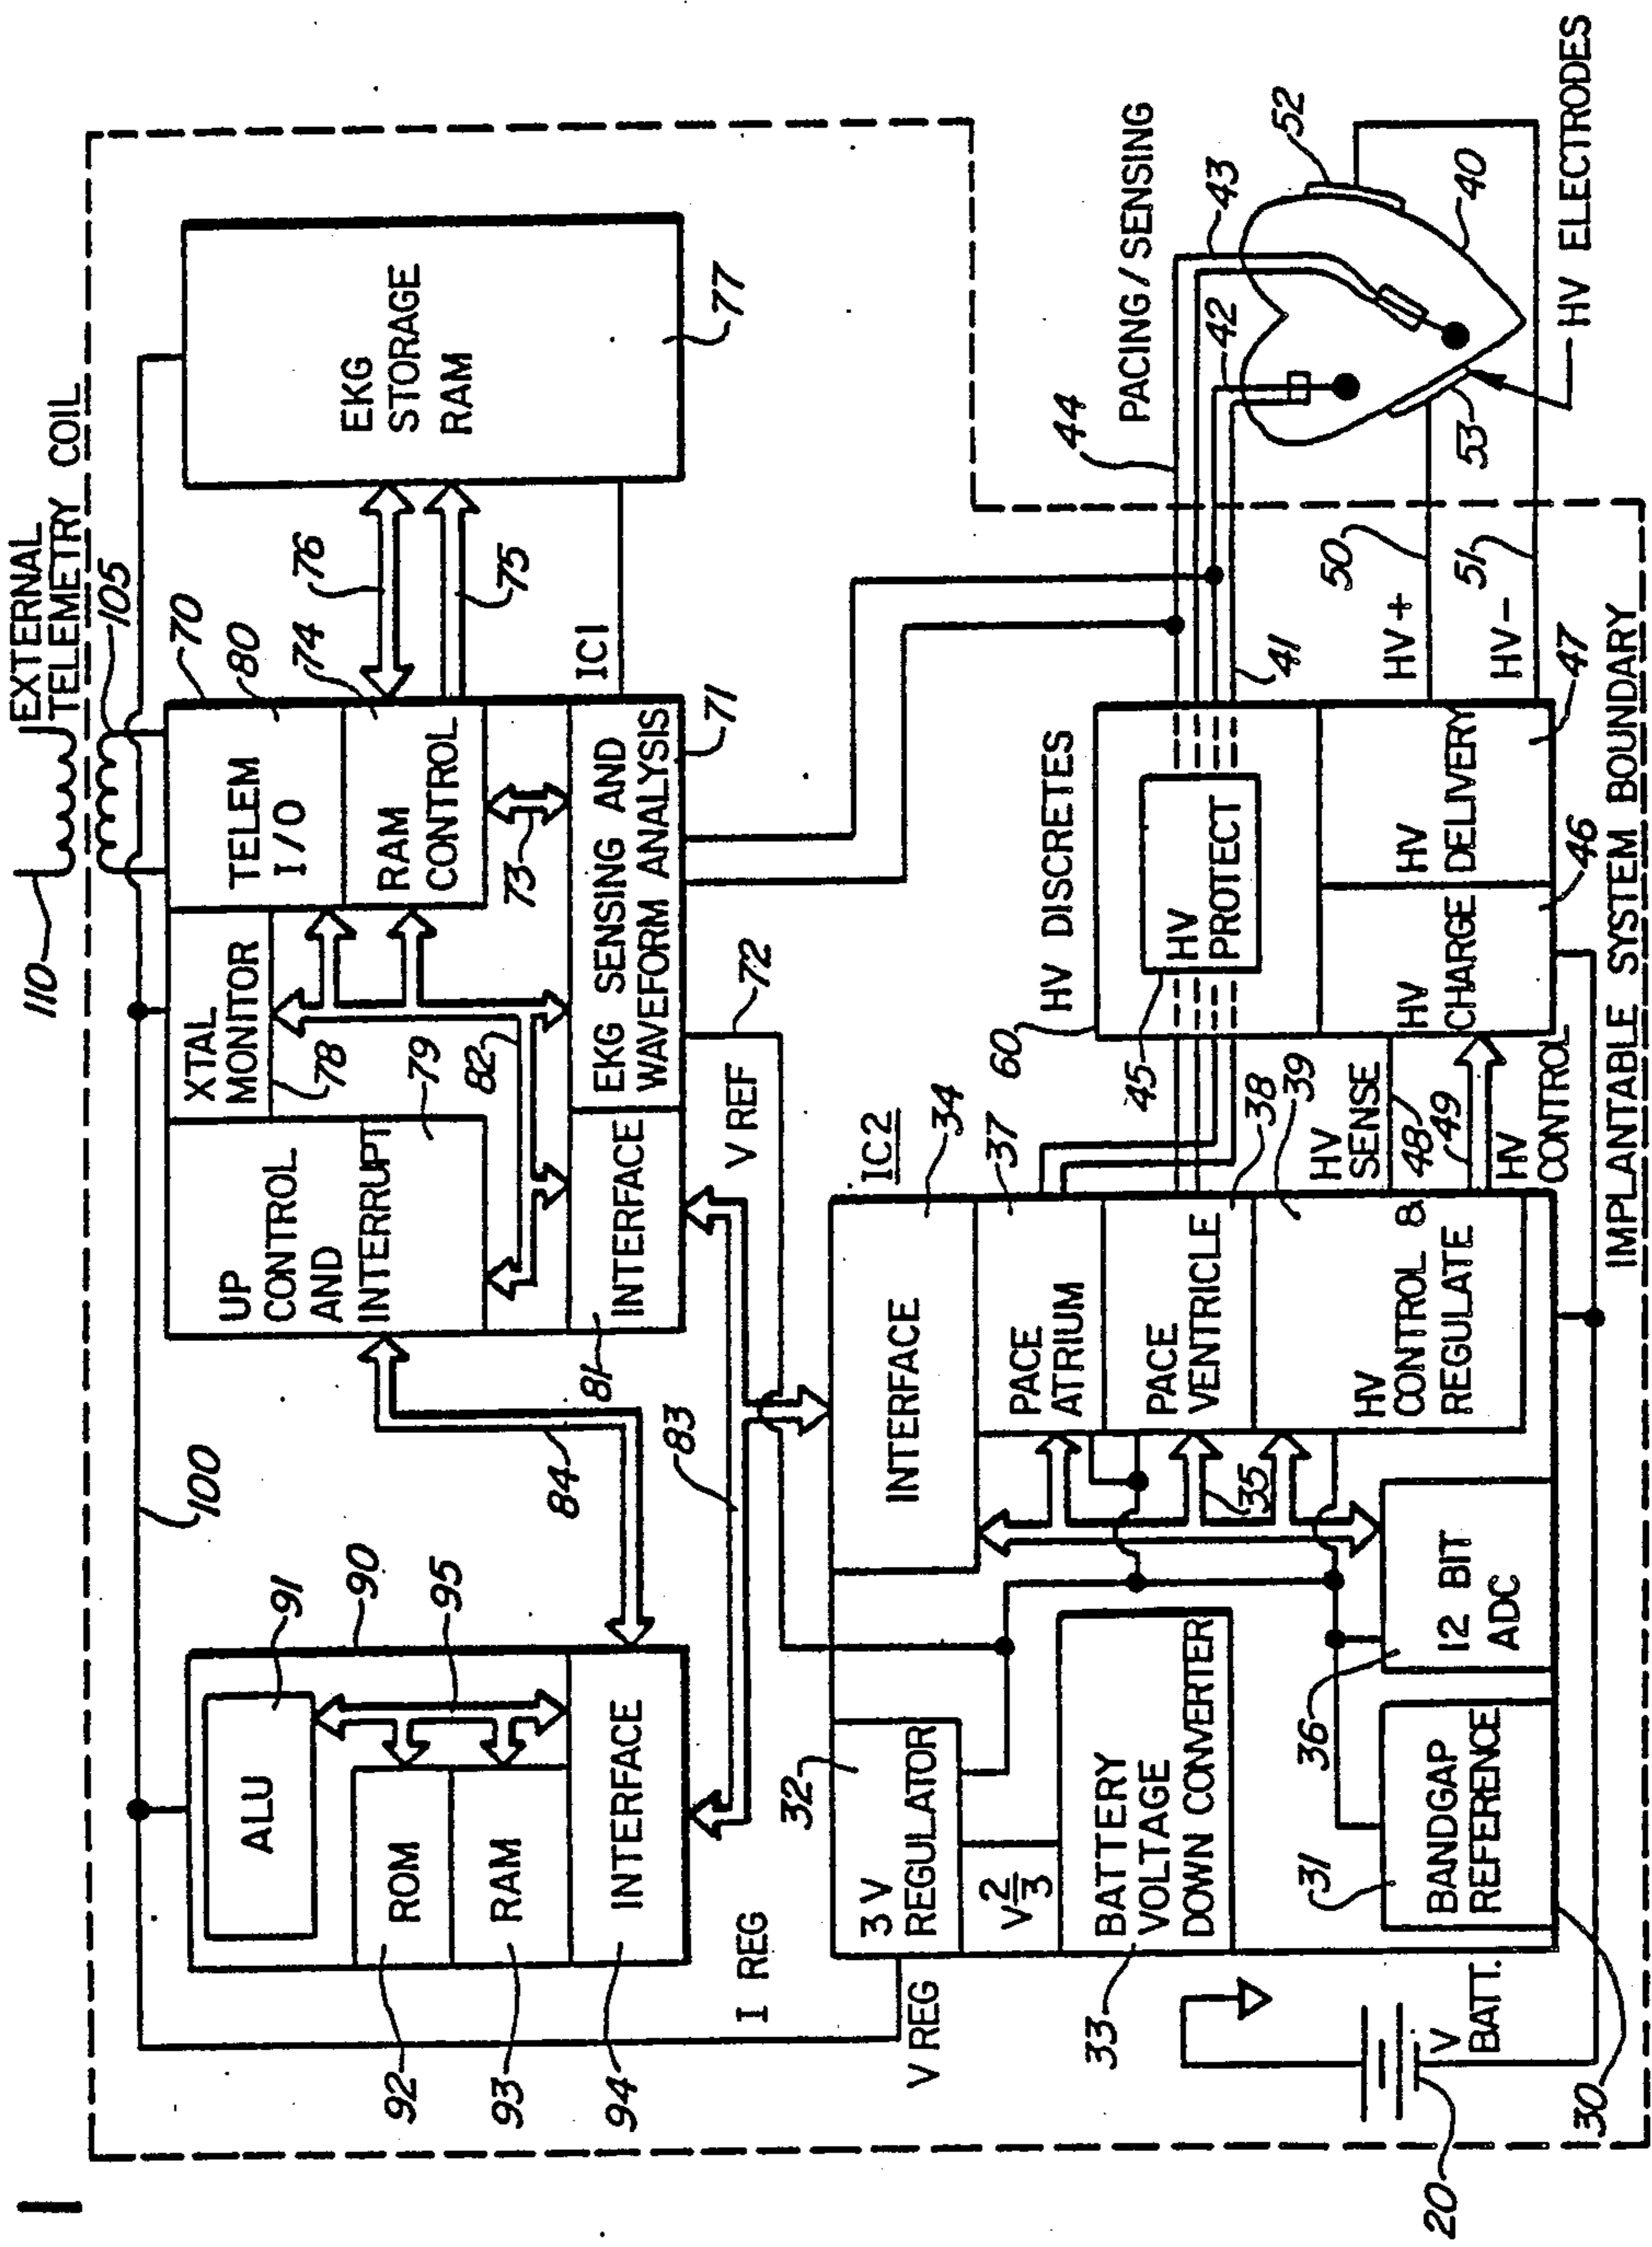 EXTERNAL
TELEMETRY COIL
110
105
70
80
74
76
75
77
EKG
STORAGE
RAM
TELEM
I/O
RAM
CONTROL
73
XTAL
MONITOR
78
79
82
UP
CONTROL
AND
INTERRUPT
EKG SENSING AND
WAVEFORM ANALYSIS
71
IC1
INTERFACE
81
72
V REF
100
84
83
90
91
95
ALU
ROM
RAM
INTERFACE
92
93
94
I REG
V REG
32
3 V
REGULATOR
V 2/3
BATTERY
VOLTAGE
DOWN CONVERTER
33
IC2
34
37
38
39
INTERFACE
PACE
ATRIUM
PACE
VENTRICLE
HV
CONTROL &
REGULATE
35
12 BIT
ADC
36
BANDGAP
REFERENCE
31
30
V
BATT.
20
HV DISCRETES
60
HV
PROTECT
45
HV
SENSE
48
49
HV
CONTROL
HV
CHARGE
HV
DELIVERY
46
47
41
HV+
50
HV-
51
44
PACING/SENSING
42
43
52
40
53
HV ELECTRODES
IMPLANTABLE SYSTEM BOUNDARY
1